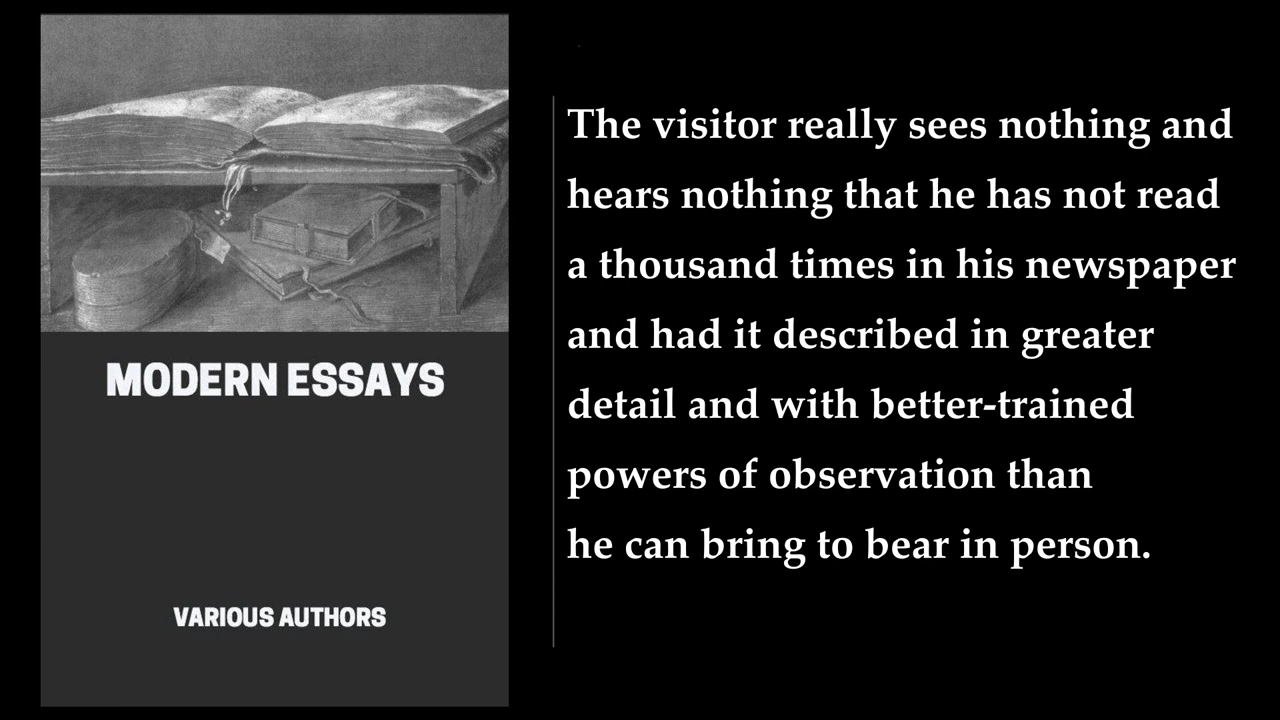 MODERN ESSAYS
VARIOUS AUTHORS
The visitor really sees nothing and
hears nothing that he has not read
a thousand times in his newspaper
and had it described in greater
detail and with better-trained
powers of observation than
he can bring to bear in person.